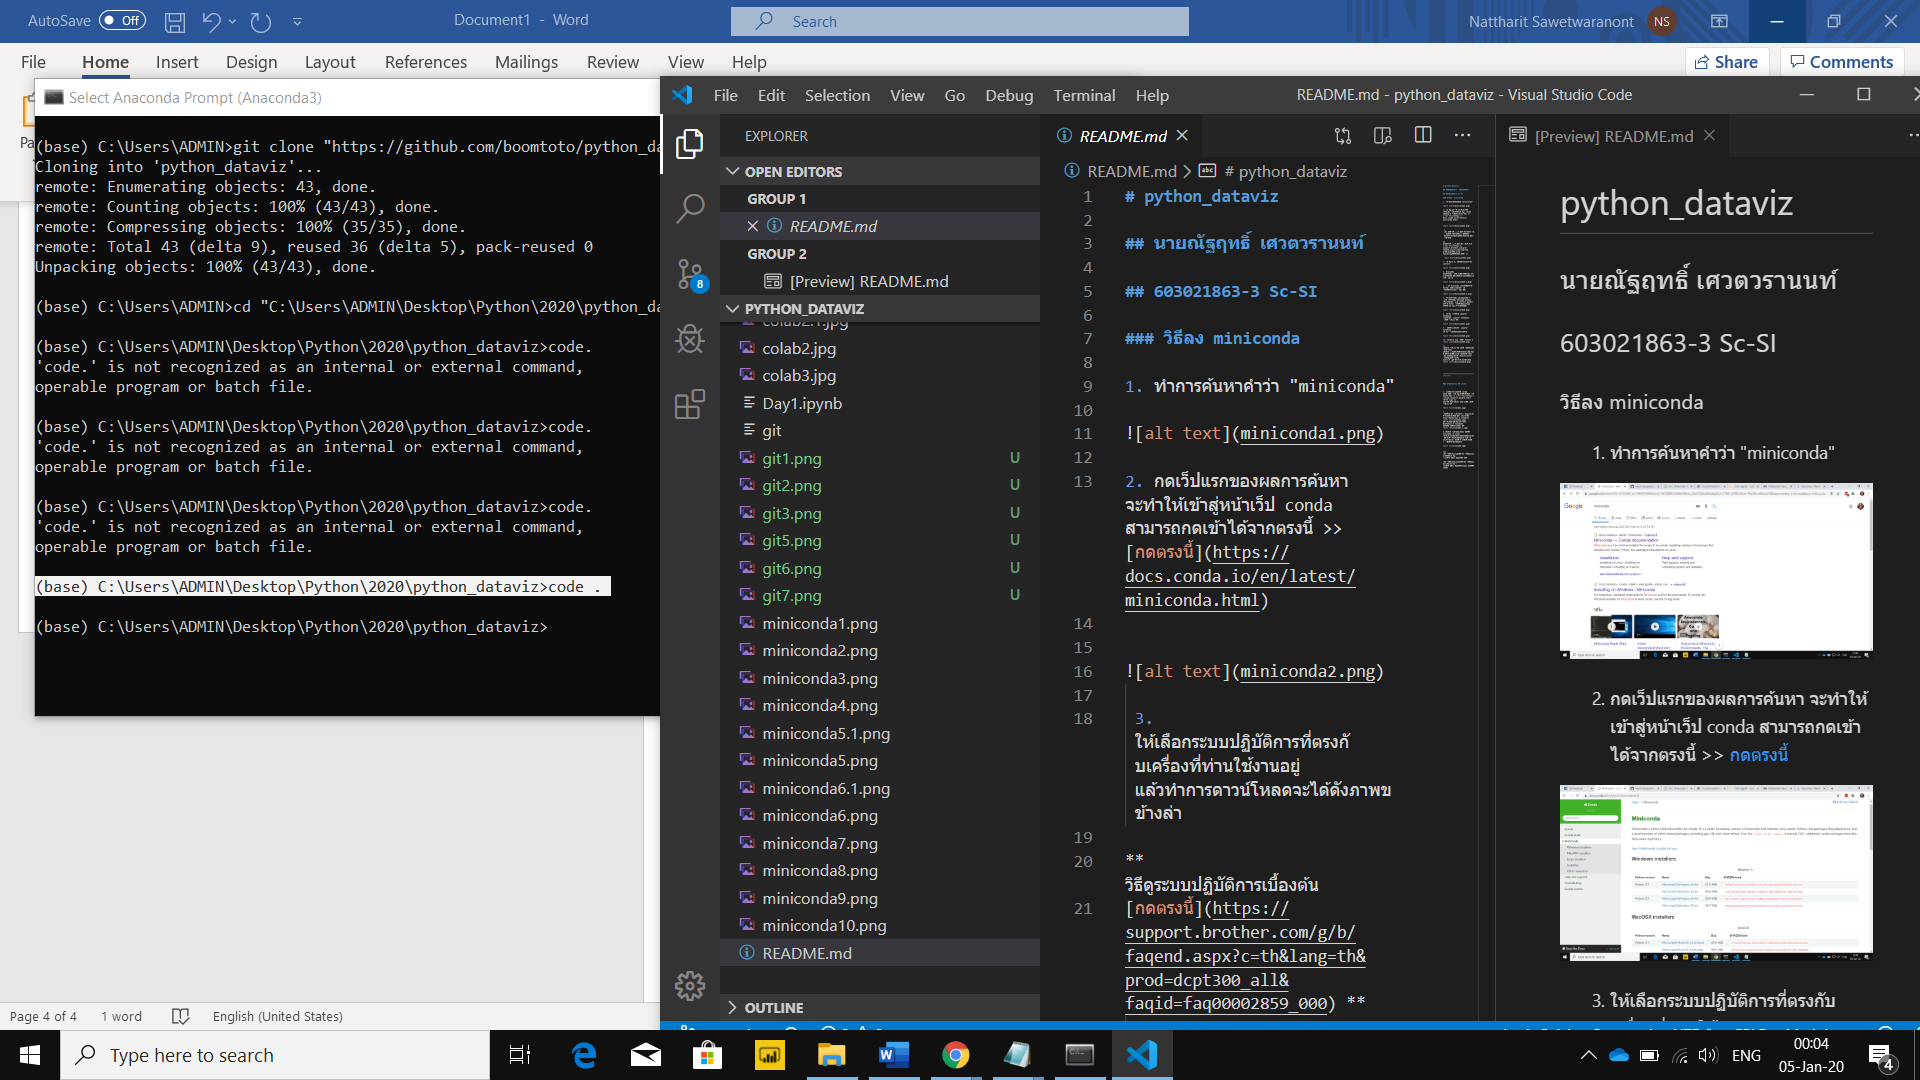 AutoSave Off Document1 - Word Search Nattharit Sawetwaranont NS
File Home Insert Design Layout References Mailings Review View Help Share Comments
Select Anaconda Prompt (Anaconda3)
(base) C:\Users\ADMIN>git clone "https://github.com/boomtoto/python_da
Cloning into 'python_dataviz'...
remote: Enumerating objects: 43, done.
remote: Counting objects: 100% (43/43), done.
remote: Compressing objects: 100% (35/35), done.
remote: Total 43 (delta 9), reused 36 (delta 5), pack-reused 0
Unpacking objects: 100% (43/43), done.
(base) C:\Users\ADMIN>cd "C:\Users\ADMIN\Desktop\Python\2020\python_da
(base) C:\Users\ADMIN\Desktop\Python\2020\python_dataviz>code.
'code.' is not recognized as an internal or external command,
operable program or batch file.
(base) C:\Users\ADMIN\Desktop\Python\2020\python_dataviz>code.
'code.' is not recognized as an internal or external command,
operable program or batch file.
(base) C:\Users\ADMIN\Desktop\Python\2020\python_dataviz>code.
'code.' is not recognized as an internal or external command,
operable program or batch file.
(base) C:\Users\ADMIN\Desktop\Python\2020\python_dataviz>code .
(base) C:\Users\ADMIN\Desktop\Python\2020\python_dataviz>
File Edit Selection View Go Debug Terminal Help README.md - python_dataviz - Visual Studio Code
EXPLORER
OPEN EDITORS
GROUP 1
README.md
GROUP 2
[Preview] README.md
PYTHON_DATAVIZ
colab2.1.jpg
colab2.jpg
colab3.jpg
Day1.ipynb
git
git1.png U
git2.png U
git3.png U
git5.png U
git6.png U
git7.png U
miniconda1.png
miniconda2.png
miniconda3.png
miniconda4.png
miniconda5.1.png
miniconda5.png
miniconda6.1.png
miniconda6.png
miniconda7.png
miniconda8.png
miniconda9.png
miniconda10.png
README.md
OUTLINE
8
README.md
README.md > # python_dataviz
1 # python_dataviz
2
3 ## นายณัฐฤทธิ์ เศวตวรานนท์
4
5 ## 603021863-3 Sc-SI
6
7 ### วิธีลง miniconda
8
9 1. ทำการค้นหาคำว่า "miniconda"
10
11 ![alt text](miniconda1.png)
12
13 2. กดเว็ปแรกของผลการค้นหา
จะทำให้เข้าสู่หน้าเว็ป conda
สามารถกดเข้าได้จากตรงนี้ >>
[กดตรงนี้](https://
docs.conda.io/en/latest/
miniconda.html)
14
15
16 ![alt text](miniconda2.png)
17
18 3.
ให้เลือกระบบปฏิบัติการที่ตรงกั
บเครื่องที่ท่านใช้งานอยู่
แล้วทำการดาวน์โหลดจะได้ดังภาพข
ข้างล่า
19
20 **
วิธีดูระบบปฏิบัติการเบื้องต้น
21 [กดตรงนี้](https://
support.brother.com/g/b/
faqend.aspx?c=th&lang=th&
prod=dcpt300_all&
faqid=faq00002859_000) **
[Preview] README.md
python_dataviz
นายณัฐฤทธิ์ เศวตวรานนท์
603021863-3 Sc-SI
วิธีลง miniconda
1. ทำการค้นหาคำว่า "miniconda"
Google
2. กดเว็ปแรกของผลการค้นหา จะทำให้
เข้าสู่หน้าเว็ป conda สามารถกดเข้า
ได้จากตรงนี้ >> กดตรงนี้
Miniconda
Windows installers
MacOSX installers
3. ให้เลือกระบบปฏิบัติการที่ตรงกับ
Page 4 of 4 1 word English (United States)
Type here to search ENG 00:04
05-Jan-20 4